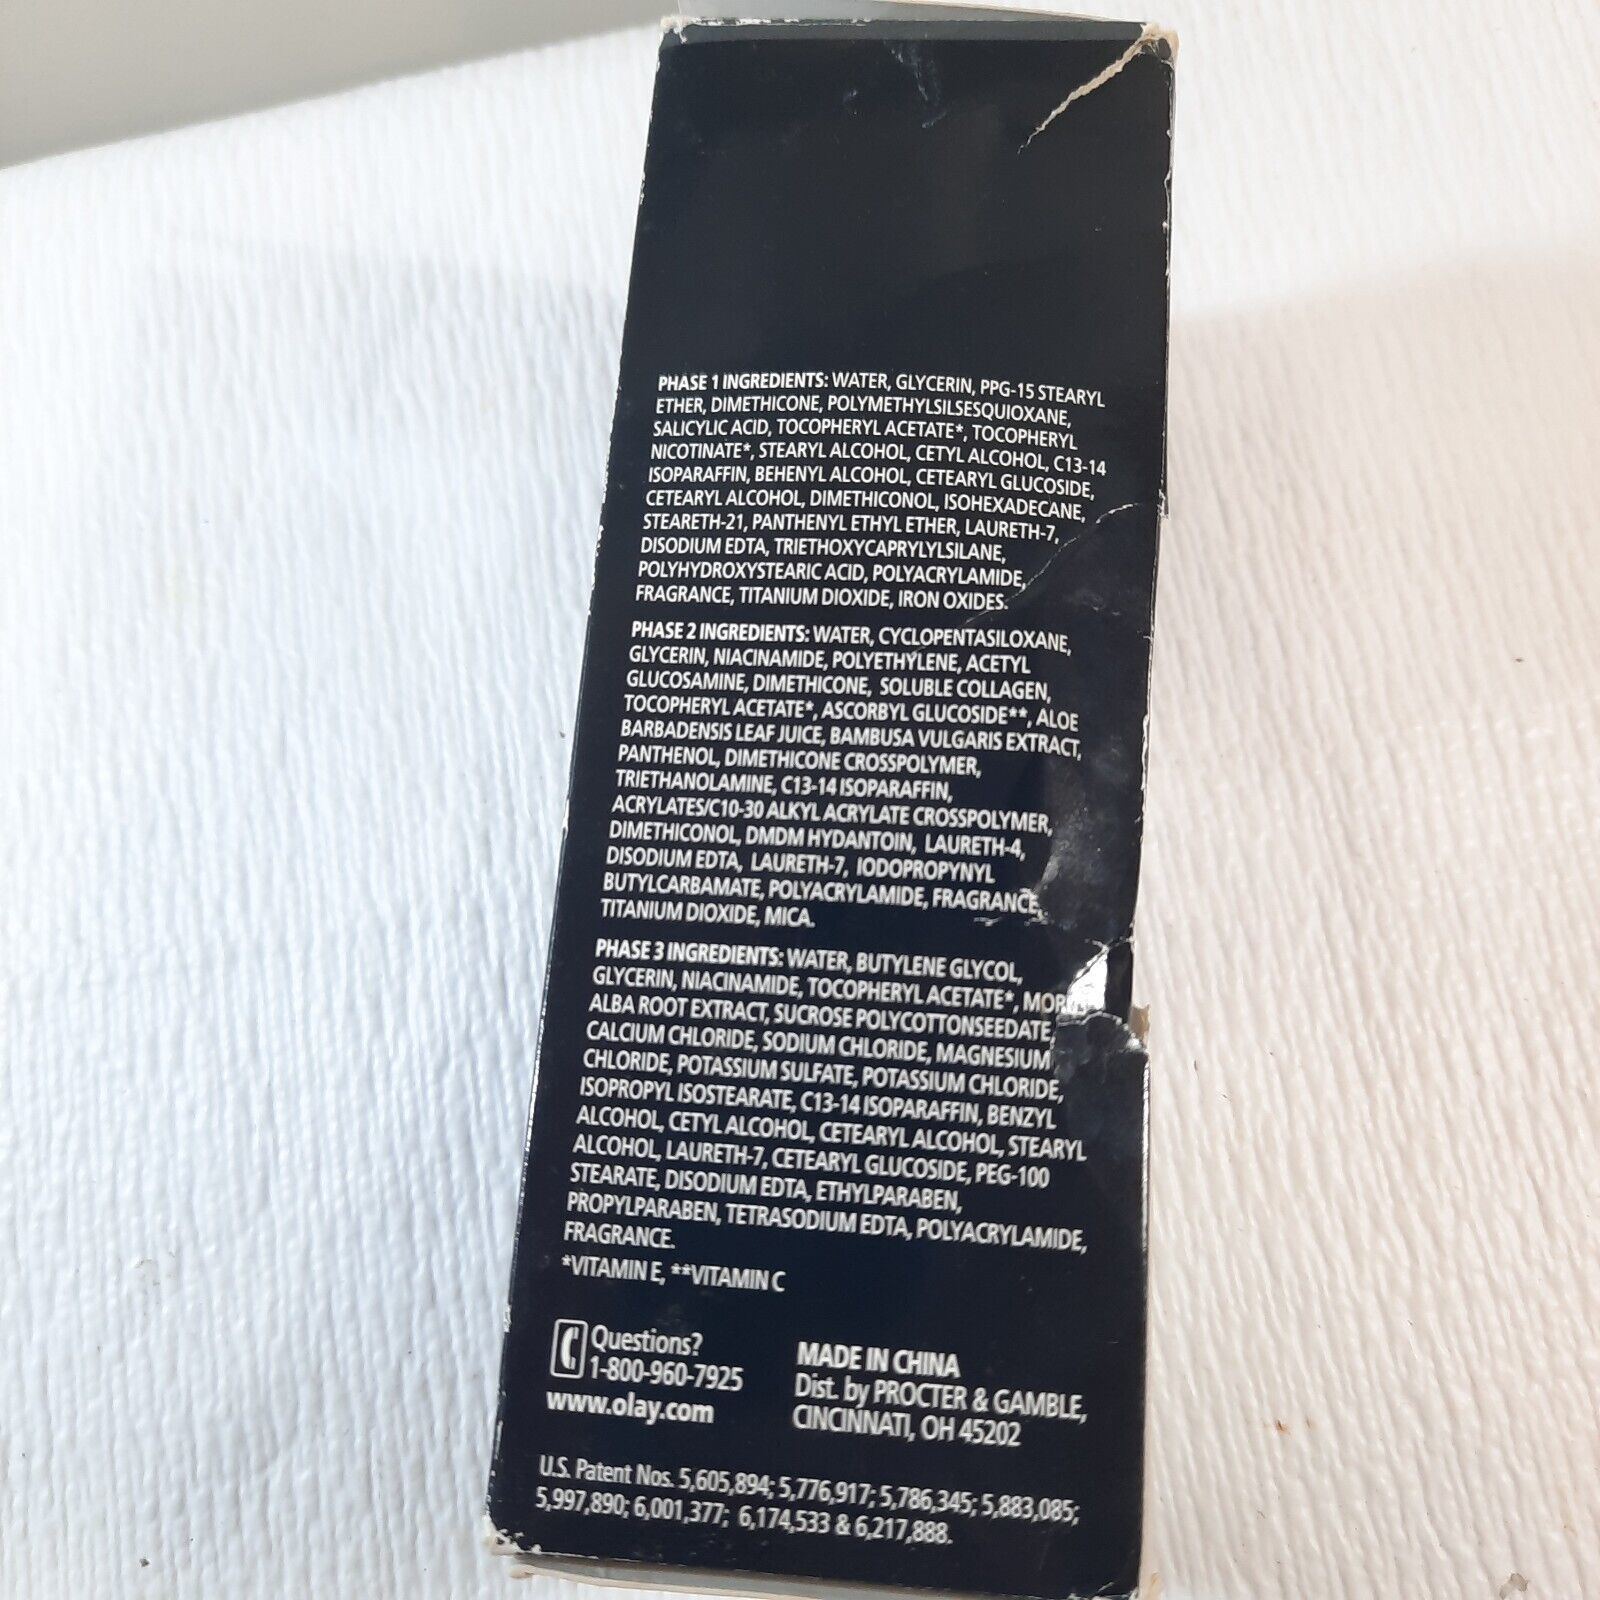 PHASE 1 INGREDIENTS: WATER, GLYCERIN, PPG-15 STEARYL
ETHER, DIMETHICONE, POLYMETHYLSILSESQUIOXANE,
SALICYLIC ACID, TOCOPHERYL ACETATE*, TOCOPHERYL
NICOTINATE*, STEARYL ALCOHOL, CETYL ALCOHOL, C13-14
ISOPARAFFIN, BEHENYL ALCOHOL, CETEARYL GLUCOSIDE,
CETEARYL ALCOHOL, DIMETHICONOL, ISOHEXADECANE,
STEARETH-21, PANTHENYL ETHYL ETHER, LAURETH-7,
DISODIUM EDTA, TRIETHOXYCAPRYLYLSILANE,
POLYHYDROXYSTEARIC ACID, POLYACRYLAMIDE,
FRAGRANCE, TITANIUM DIOXIDE, IRON OXIDES.
PHASE 2 INGREDIENTS: WATER, CYCLOPENTASILOXANE,
GLYCERIN, NIACINAMIDE, POLYETHYLENE, ACETYL
GLUCOSAMINE, DIMETHICONE, SOLUBLE COLLAGEN,
TOCOPHERYL ACETATE*, ASCORBYL GLUCOSIDE**, ALOE
BARBADENSIS LEAF JUICE, BAMBUSA VULGARIS EXTRACT,
PANTHENOL, DIMETHICONE CROSSPOLYMER,
TRIETHANOLAMINE, C13-14 ISOPARAFFIN,
ACRYLATES/C10-30 ALKYL ACRYLATE CROSSPOLYMER,
DIMETHICONOL, DMDM HYDANTOIN, LAURETH-4,
DISODIUM EDTA, LAURETH-7, IODOPROPYNYL
BUTYLCARBAMATE, POLYACRYLAMIDE, FRAGRANCE,
TITANIUM DIOXIDE, MICA.
PHASE 3 INGREDIENTS: WATER, BUTYLENE GLYCOL,
GLYCERIN, NIACINAMIDE, TOCOPHERYL ACETATE*,
ALBA ROOT EXTRACT, SUCROSE POLYCOTTONSEEDATE,
CALCIUM CHLORIDE, SODIUM CHLORIDE, MAGNESIUM
CHLORIDE, POTASSIUM SULFATE, POTASSIUM CHLORIDE,
ISOPROPYL ISOSTEARATE, C13-14 ISOPARAFFIN, BENZYL
ALCOHOL, CETYL ALCOHOL, CETEARYL ALCOHOL, STEARYL
ALCOHOL, LAURETH-7, CETEARYL GLUCOSIDE, PEG-100
STEARATE, DISODIUM EDTA, ETHYLPARABEN,
PROPYLPARABEN, TETRASODIUM EDTA, POLYACRYLAMIDE,
FRAGRANCE.
*VITAMIN E, **VITAMIN C
Questions?
1-800-960-7925
www.olay.com
MADE IN CHINA
Dist. by PROCTER & GAMBLE,
CINCINNATI, OH 45202
U.S. Patent Nos. 5,605,894; 5,776,917; 5,786,345; 5,883,085;
5,997,890; 6,001,377; 6,174,533 & 6,217,888.